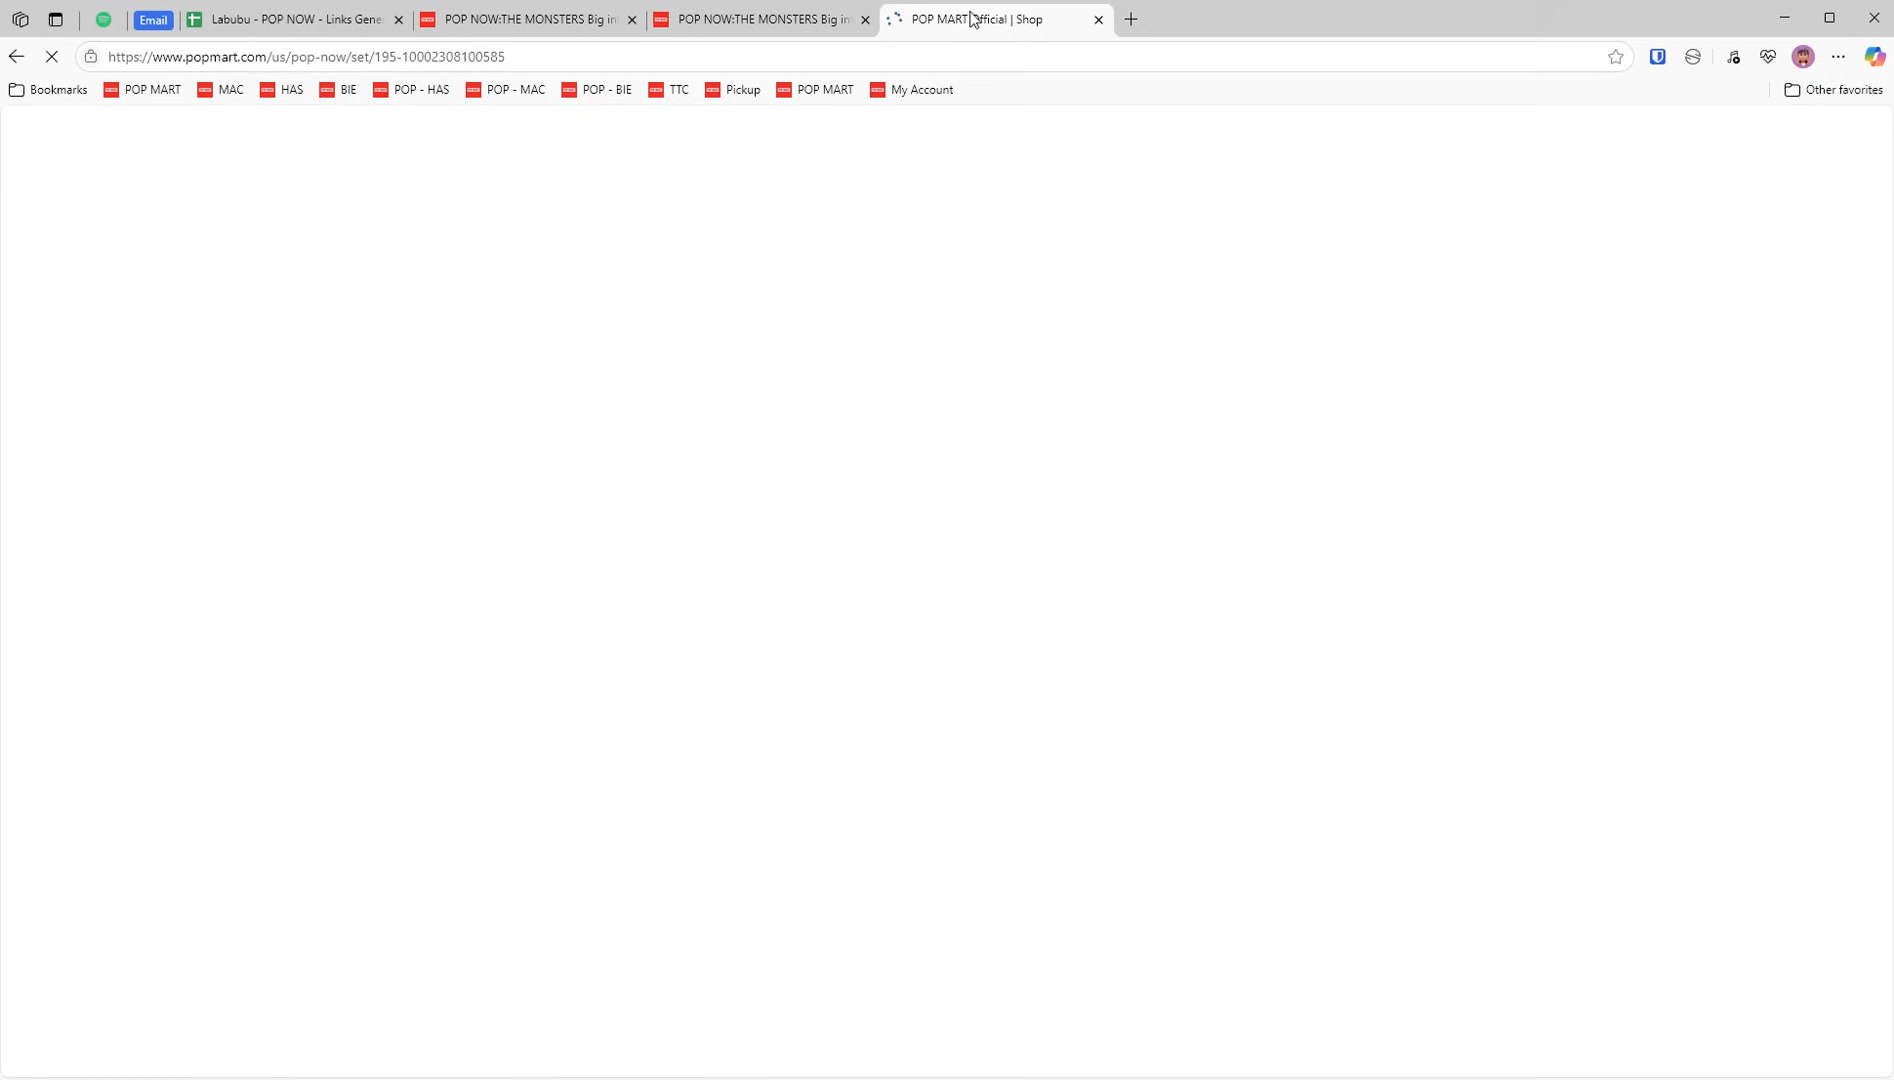 Email Labubu - POP NOW - Links Gene POP NOW:THE MONSTERS Big in POP NOW:THE MONSTERS Big in POP MART Official | Shop
https://www.popmart.com/us/pop-now/set/195-10002308100585
Bookmarks POP MART MAC HAS BIE POP - HAS POP - MAC POP - BIE TTC Pickup POP MART My Account Other favorites